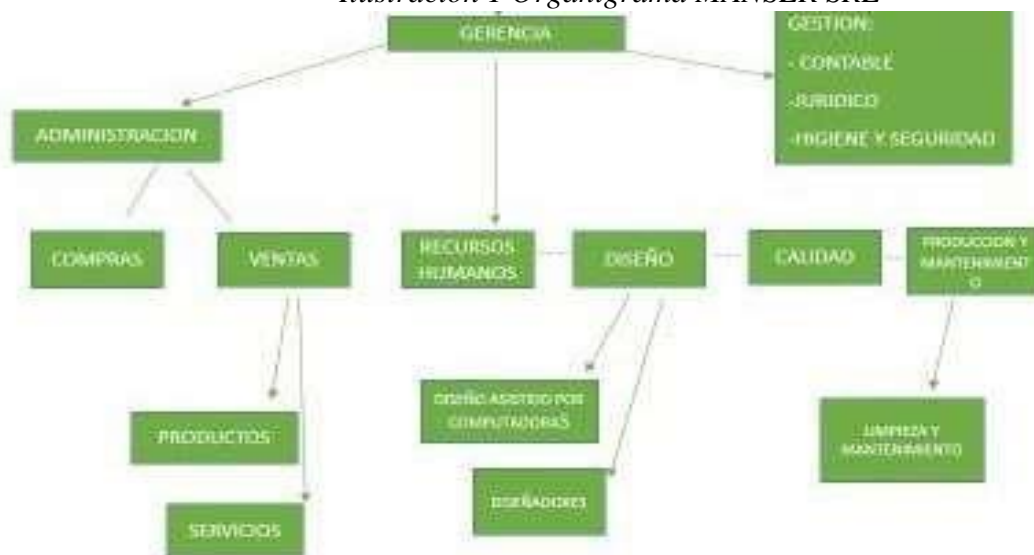 Ilustración 1 Organigrama MANSER SRL
GERENCIA
GESTION:
- CONTABLE
-JURIDICO
-HIGIENE Y SEGURIDAD
ADMINISTRACION
COMPRAS
VENTAS
RECURSOS
HUMANOS
DISEÑO
CALIDAD
PRODUCCION Y
MANTENIMIENT
O
DISEÑO ASISTIDO POR
COMPUTADORAS
PRODUCTOS
LIMPIEZA Y
MANTENIMIENTO
DISEÑADORES
SERVICIOS